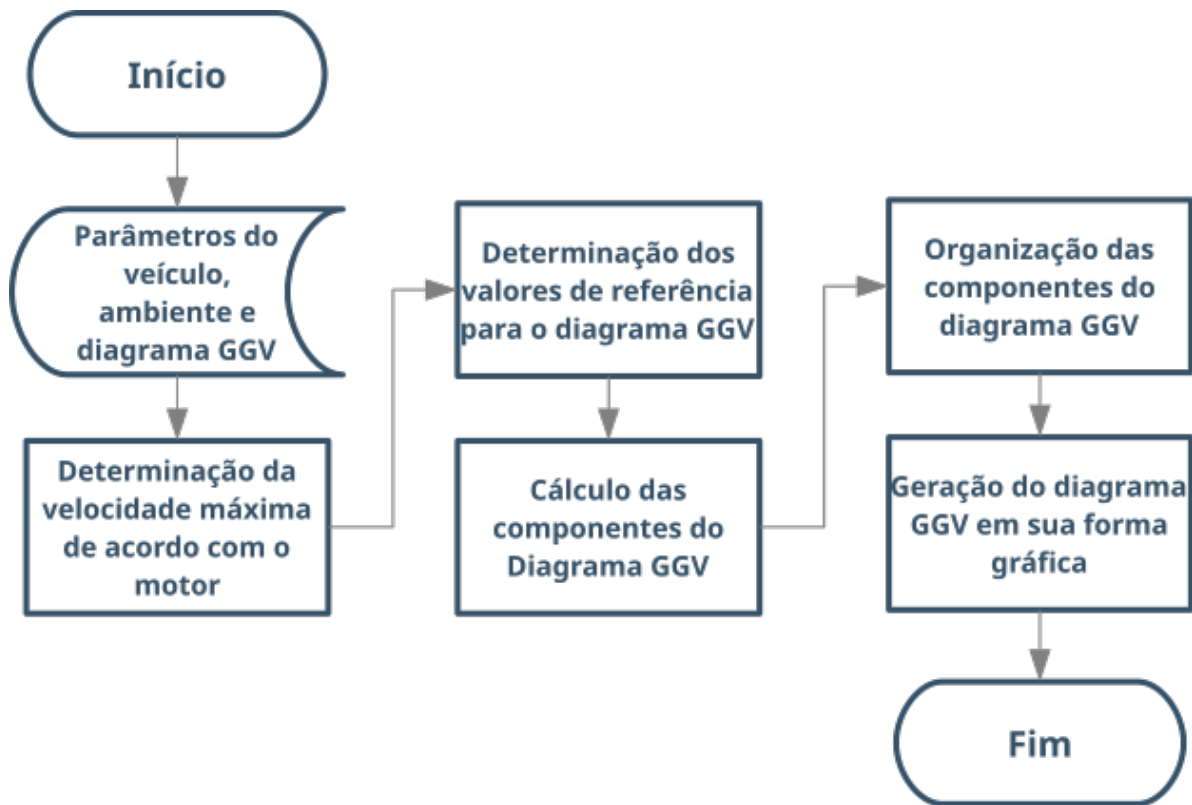 Início
Parâmetros do
veículo,
ambiente e
diagrama GGV
Determinação da
velocidade máxima
de acordo com o
motor
Determinação dos
valores de referência
para o diagrama GGV
Cálculo das
componentes do
Diagrama GGV
Organização das
componentes do
diagrama GGV
Geração do diagrama
GGV em sua forma
gráfica
Fim